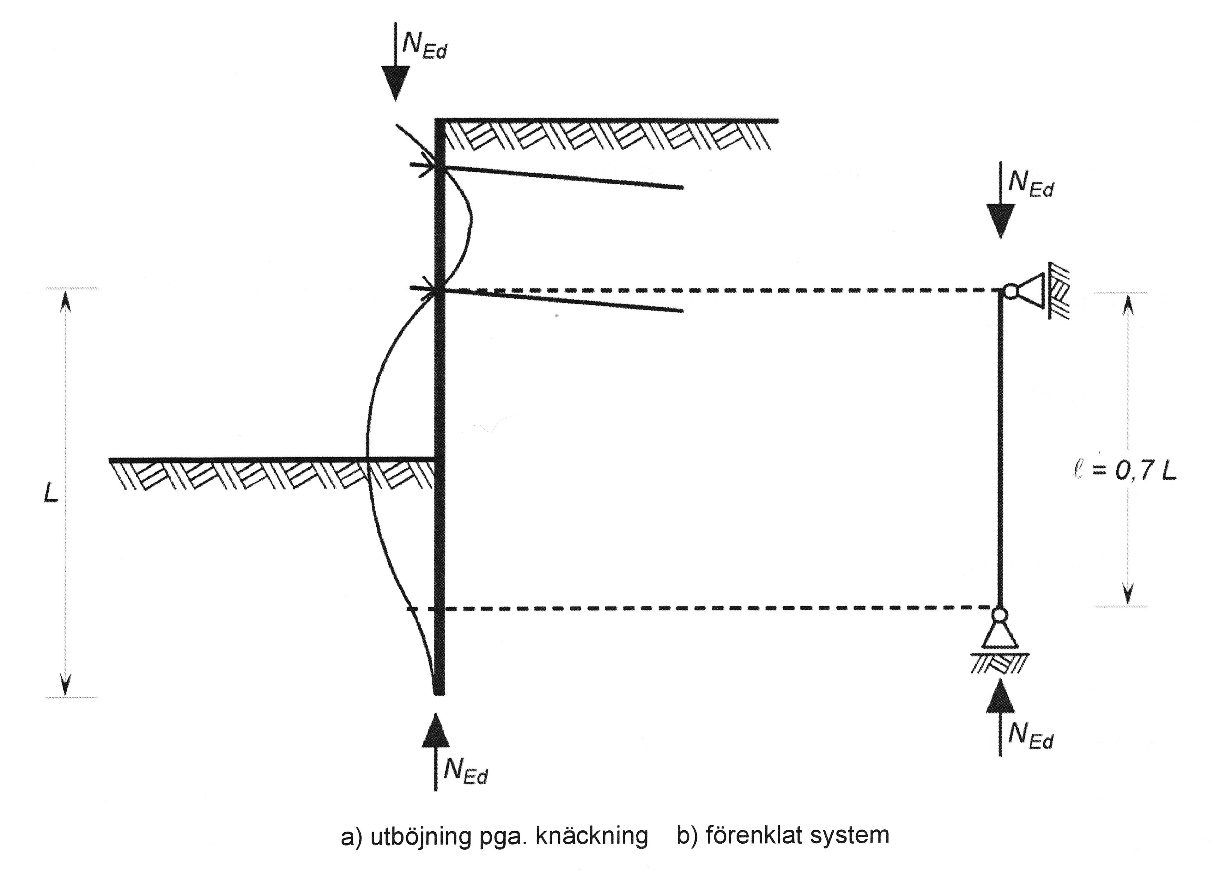 N_Ed
N_Ed
L
ℓ = 0,7 L
N_Ed
N_Ed
a) utböjning pga. knäckning b) förenklat system